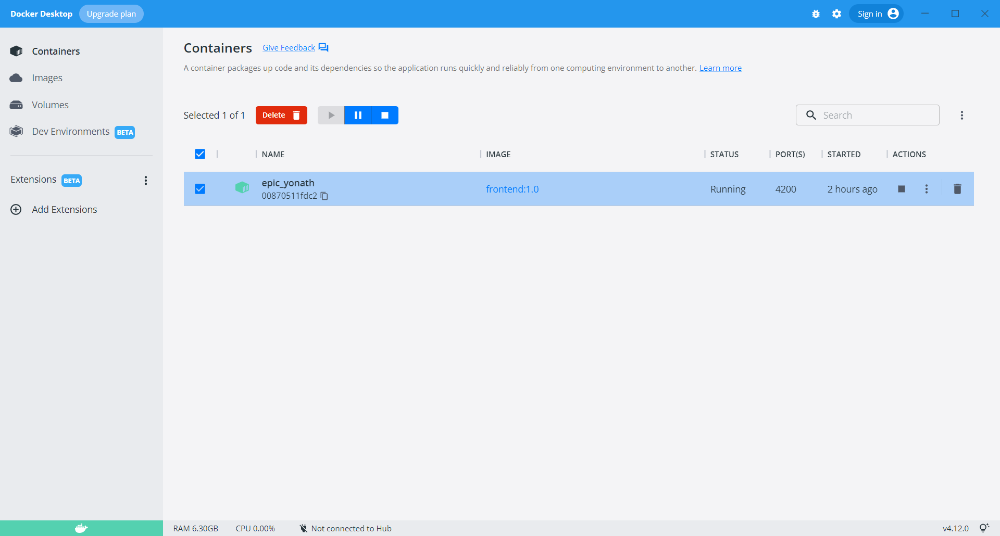 Docker Desktop Upgrade plan Sign in
Containers
Images
Volumes
Dev Environments BETA
Extensions BETA
Add Extensions
Containers Give Feedback
A container packages up code and its dependencies so the application runs quickly and reliably from one computing environment to another. Learn more
Selected 1 of 1 Delete Search
NAME IMAGE STATUS PORT(S) STARTED ACTIONS
epic_yonath
00870511fdc2
frontend:1.0 Running 4200 2 hours ago
RAM 6.30GB CPU 0.00% Not connected to Hub v4.12.0